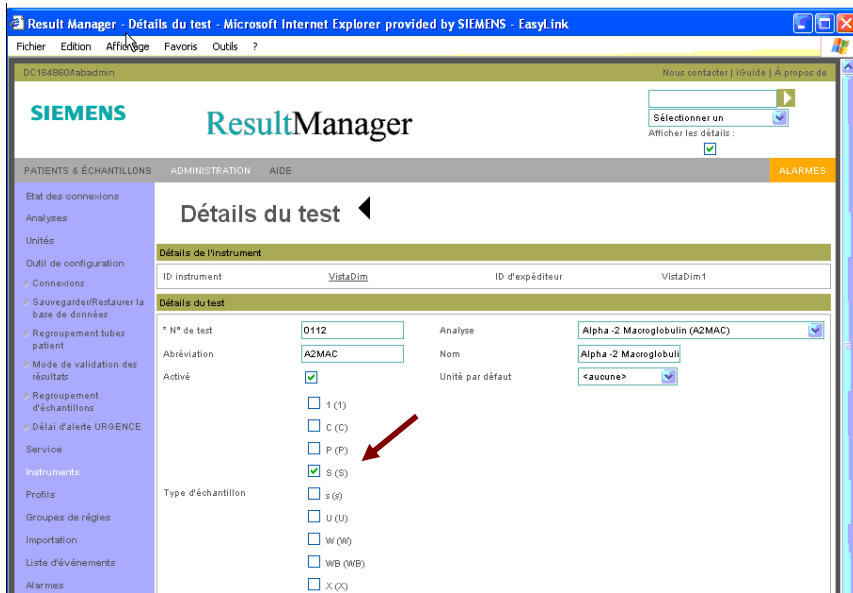 Result Manager - Détails du test - Microsoft Internet Explorer provided by SIEMENS - EasyLink
Fichier Edition Affichage Favoris Outils ?
DC164860/labadmin Nous contacter | iGuide | À propos de
SIEMENS ResultManager
Sélectionner un
Afficher les détails :
PATIENTS & ÉCHANTILLONS ADMINISTRATION AIDE ALARMES
Etat des connexions
Analyses
Unités
Outil de configuration
Connexions
Sauvegarder/Restaurer la
base de données
Regroupement tubes
patient
Mode de validation des
résultats
Regroupement
d'échantillons
Délai d'alerte URGENCE
Service
Instruments
Profils
Groupes de règles
Importation
Liste d'événements
Alarmes
Détails du test
Détails de l'instrument
ID instrument VistaDim ID d'expéditeur VistaDim1
Détails du test
* N° de test 0112 Analyse Alpha -2 Macroglobulin (A2MAC)
Abréviation A2MAC Nom Alpha -2 Macroglobuli
Activé Unité par défaut <aucune>
Type d'échantillon
1 (1)
C (C)
P (P)
S (S)
s (s)
U (U)
W (W)
WB (WB)
X (X)